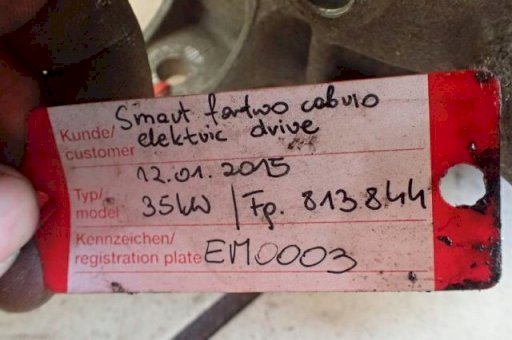 Smart fortwo cabrio
Kunde/ elektric drive
customer
12.01.2015
Typ/
model 35kW | Fg. 813844
Kennzeichen/
registration plate EM0003